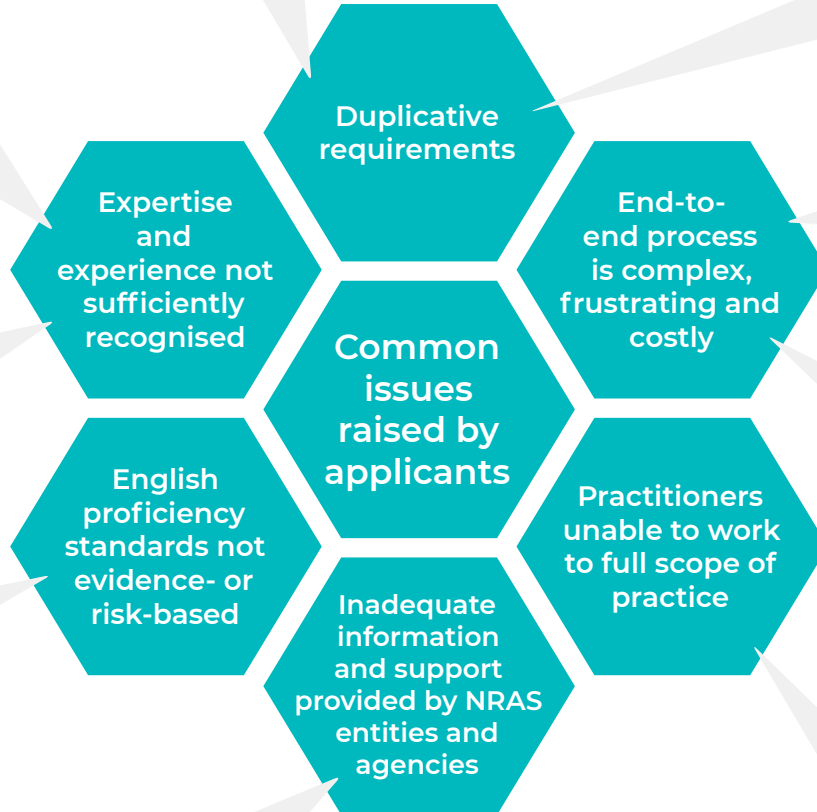 Duplicative
requirements
Expertise
and
experience not
sufficiently
recognised
End-to-
end process
is complex,
frustrating and
costly
Common
issues
raised by
applicants
English
proficiency
standards not
evidence- or
risk-based
Practitioners
unable to work
to full scope of
practice
Inadequate
information
and support
provided by NRAS
entities and
agencies